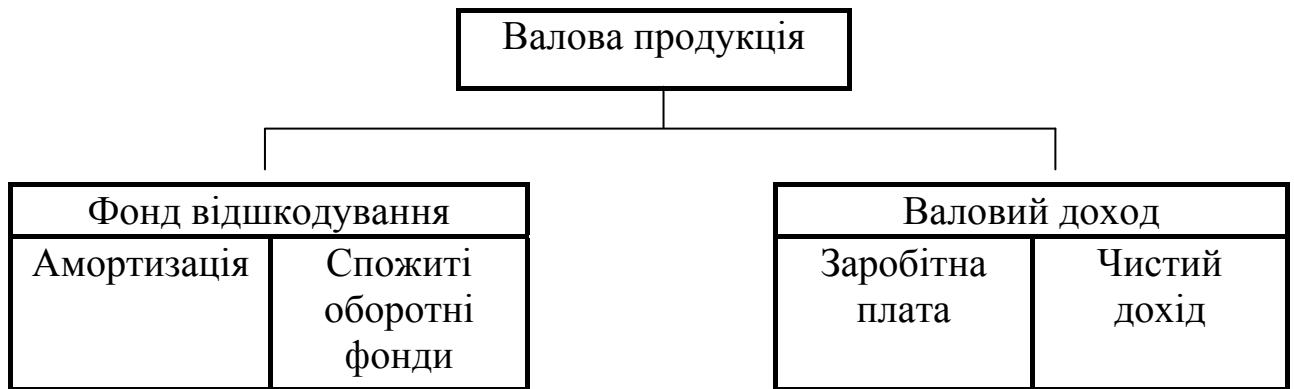 Валова продукція
Фонд відшкодування
Валовий доход
Амортизація
Спожиті
оборотні
фонди
Заробітна
плата
Чистий
дохід